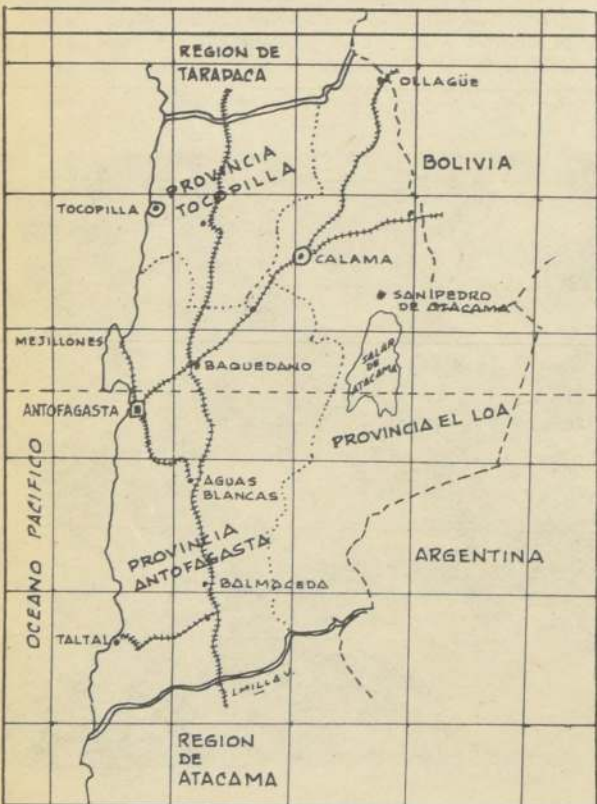 REGION DE
TARAPACA
OLLAGÜE
BOLIVIA
PROVINCIA
TOCOPILLA
TOCOPILLA
CALAMA
SAN PEDRO
DE ATACAMA
MEJILLONES
SALAR
DE
ATACAMA
BAQUEDANO
ANTOFAGASTA
PROVINCIA EL LOA
AGUAS
BLANCAS
OCEANO PACIFICO
PROVINCIA
ANTOFAGASTA
ARGENTINA
BALMACEDA
TALTAL
REGION
DE
ATACAMA